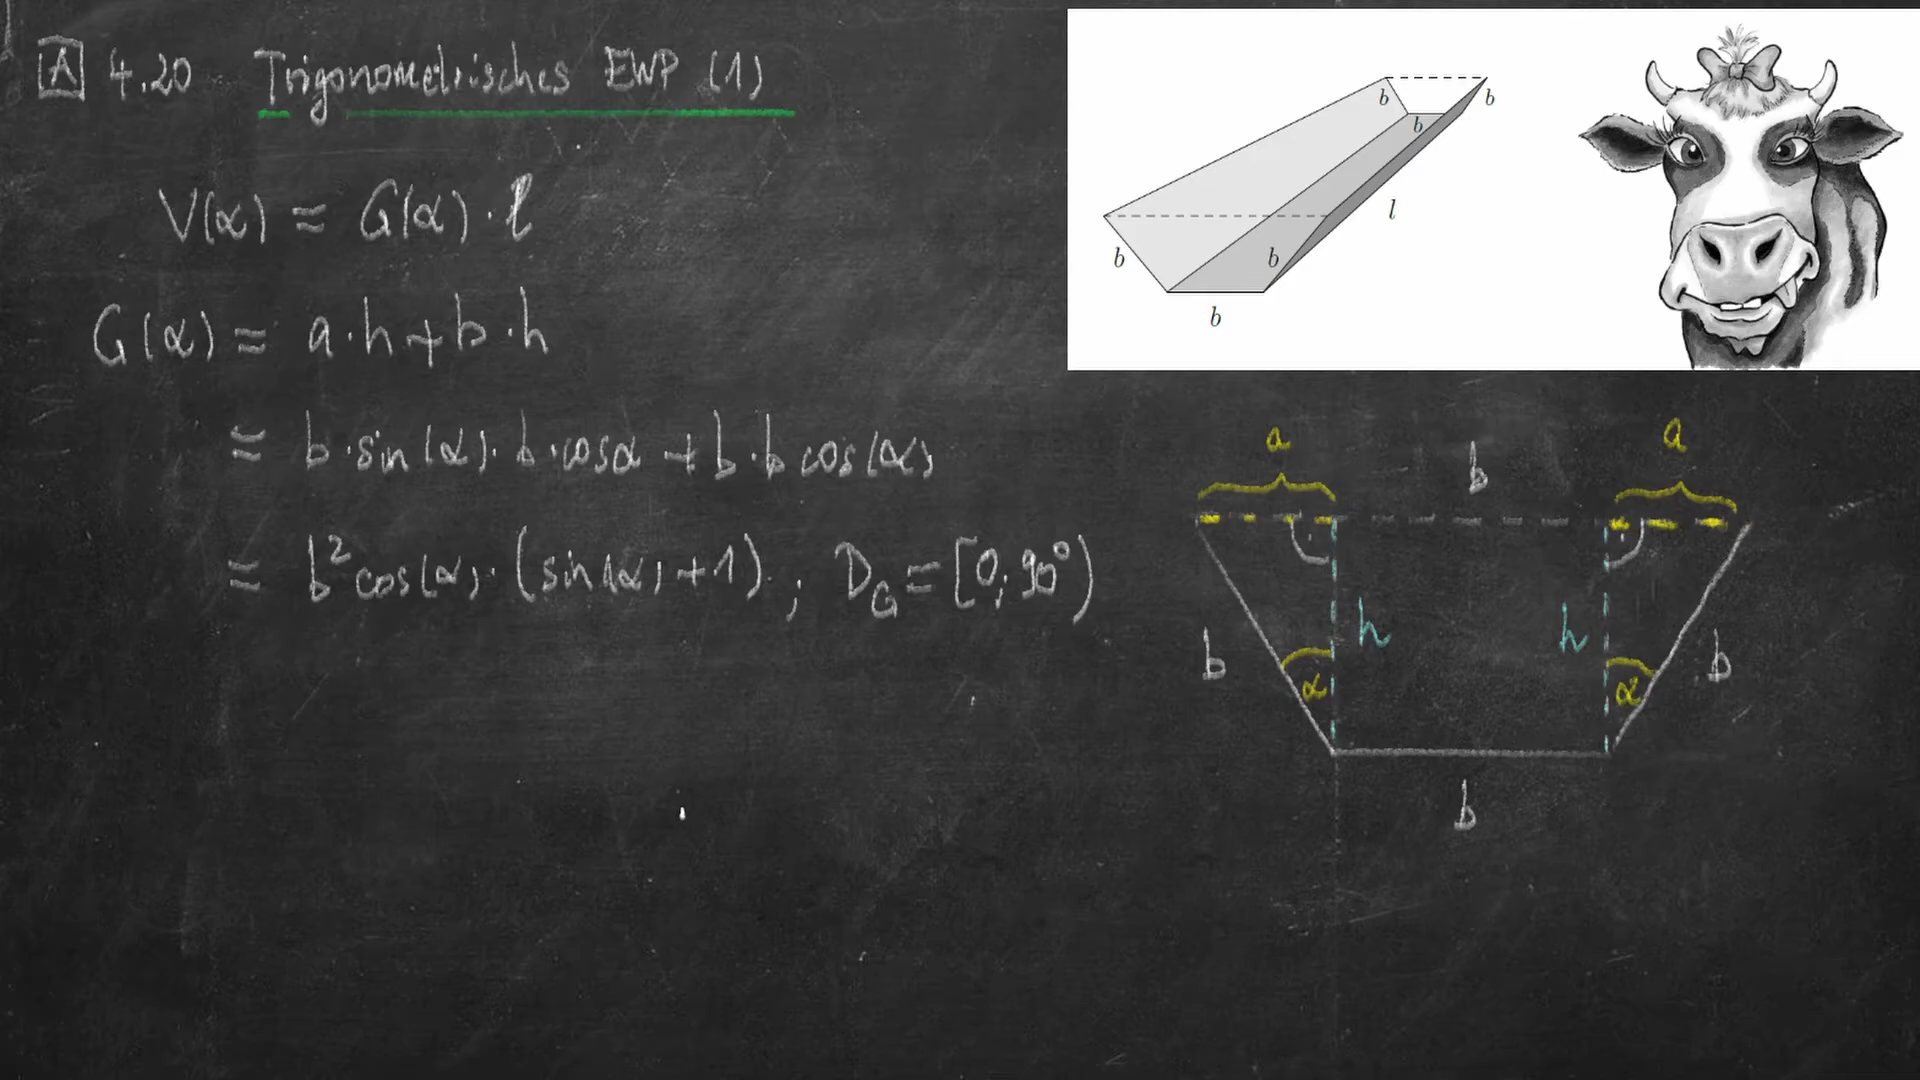 A 4.20 Trigonometrisches EWP (1)
V(α) = G(α) · l
G(α) = a·h+b·h
= b·sin(α)·b·cosα + b·b cos(α)
= b² cos(α)·(sin(α)+1) ; D_G = [0; 90°)
b b
b
l
b b
b
a b a
h h
b α α b
b